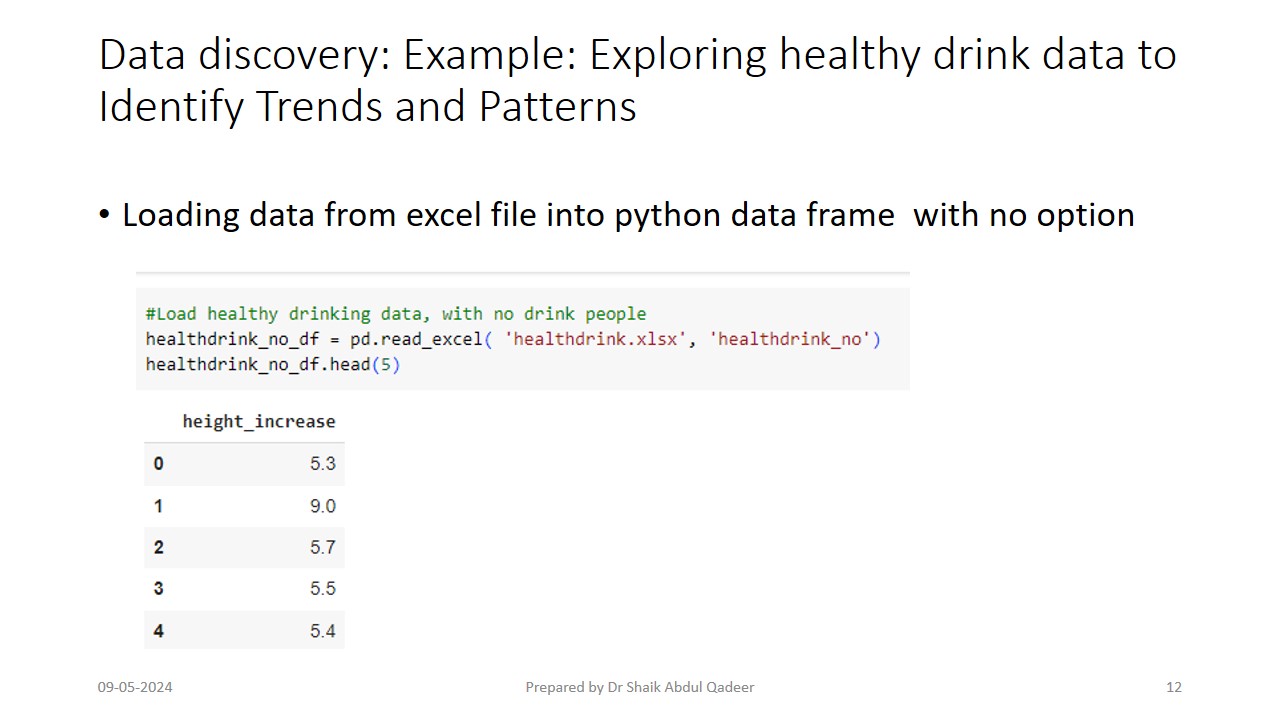 Data discovery: Example: Exploring healthy drink data to
Identify Trends and Patterns
• Loading data from excel file into python data frame  with no option
#Load healthy drinking data, with no drink people
healthdrink_no_df = pd.read_excel( 'healthdrink.xlsx', 'healthdrink_no')
healthdrink_no_df.head(5)
height_increase
0 5.3
1 9.0
2 5.7
3 5.5
4 5.4
09-05-2024 Prepared by Dr Shaik Abdul Qadeer 12